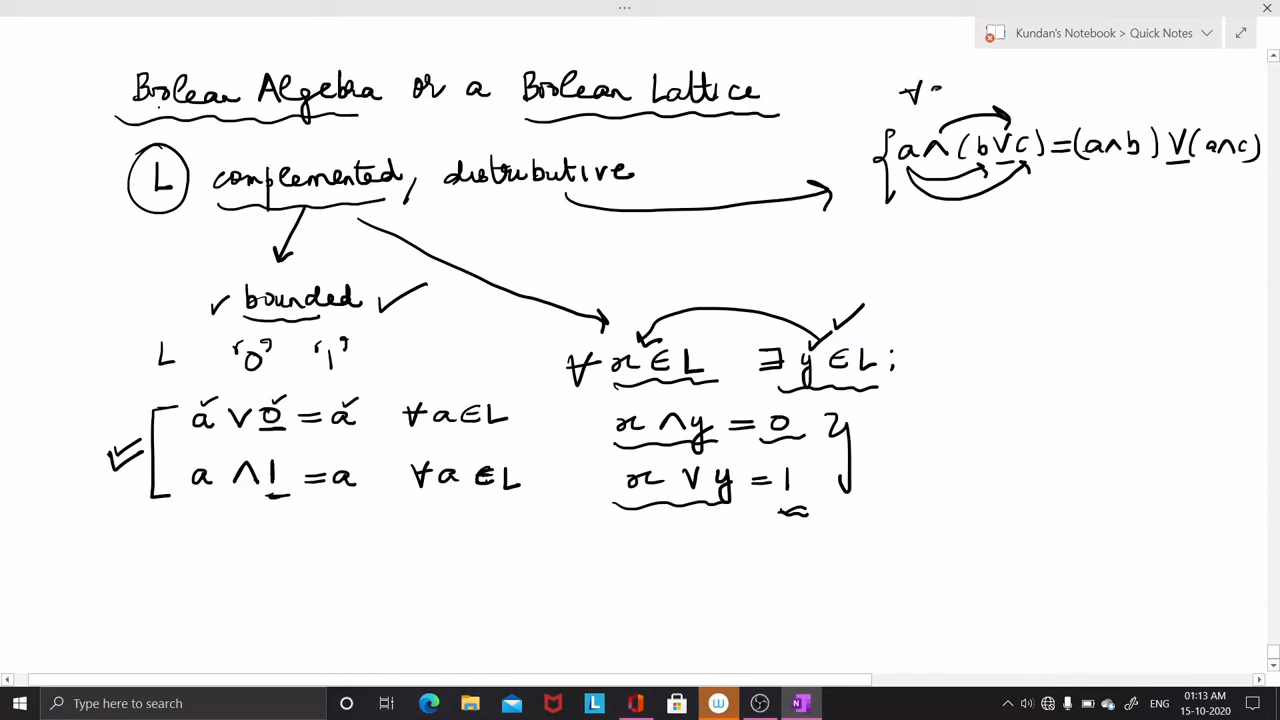 Kundan's Notebook > Quick Notes
Boolean Algebra or a Boolean Lattice
∀
L complemented, distributive
a∧(b∨c)=(a∧b)∨(a∧c)
bounded
L '0' '1'
∀ x∈L ∃ y∈L;
a ∨ 0 = a ∀a∈L
x ∧ y = 0
a ∧ 1 = a ∀a∈L
x ∨ y = 1
Type here to search
ENG
01:13 AM
15-10-2020